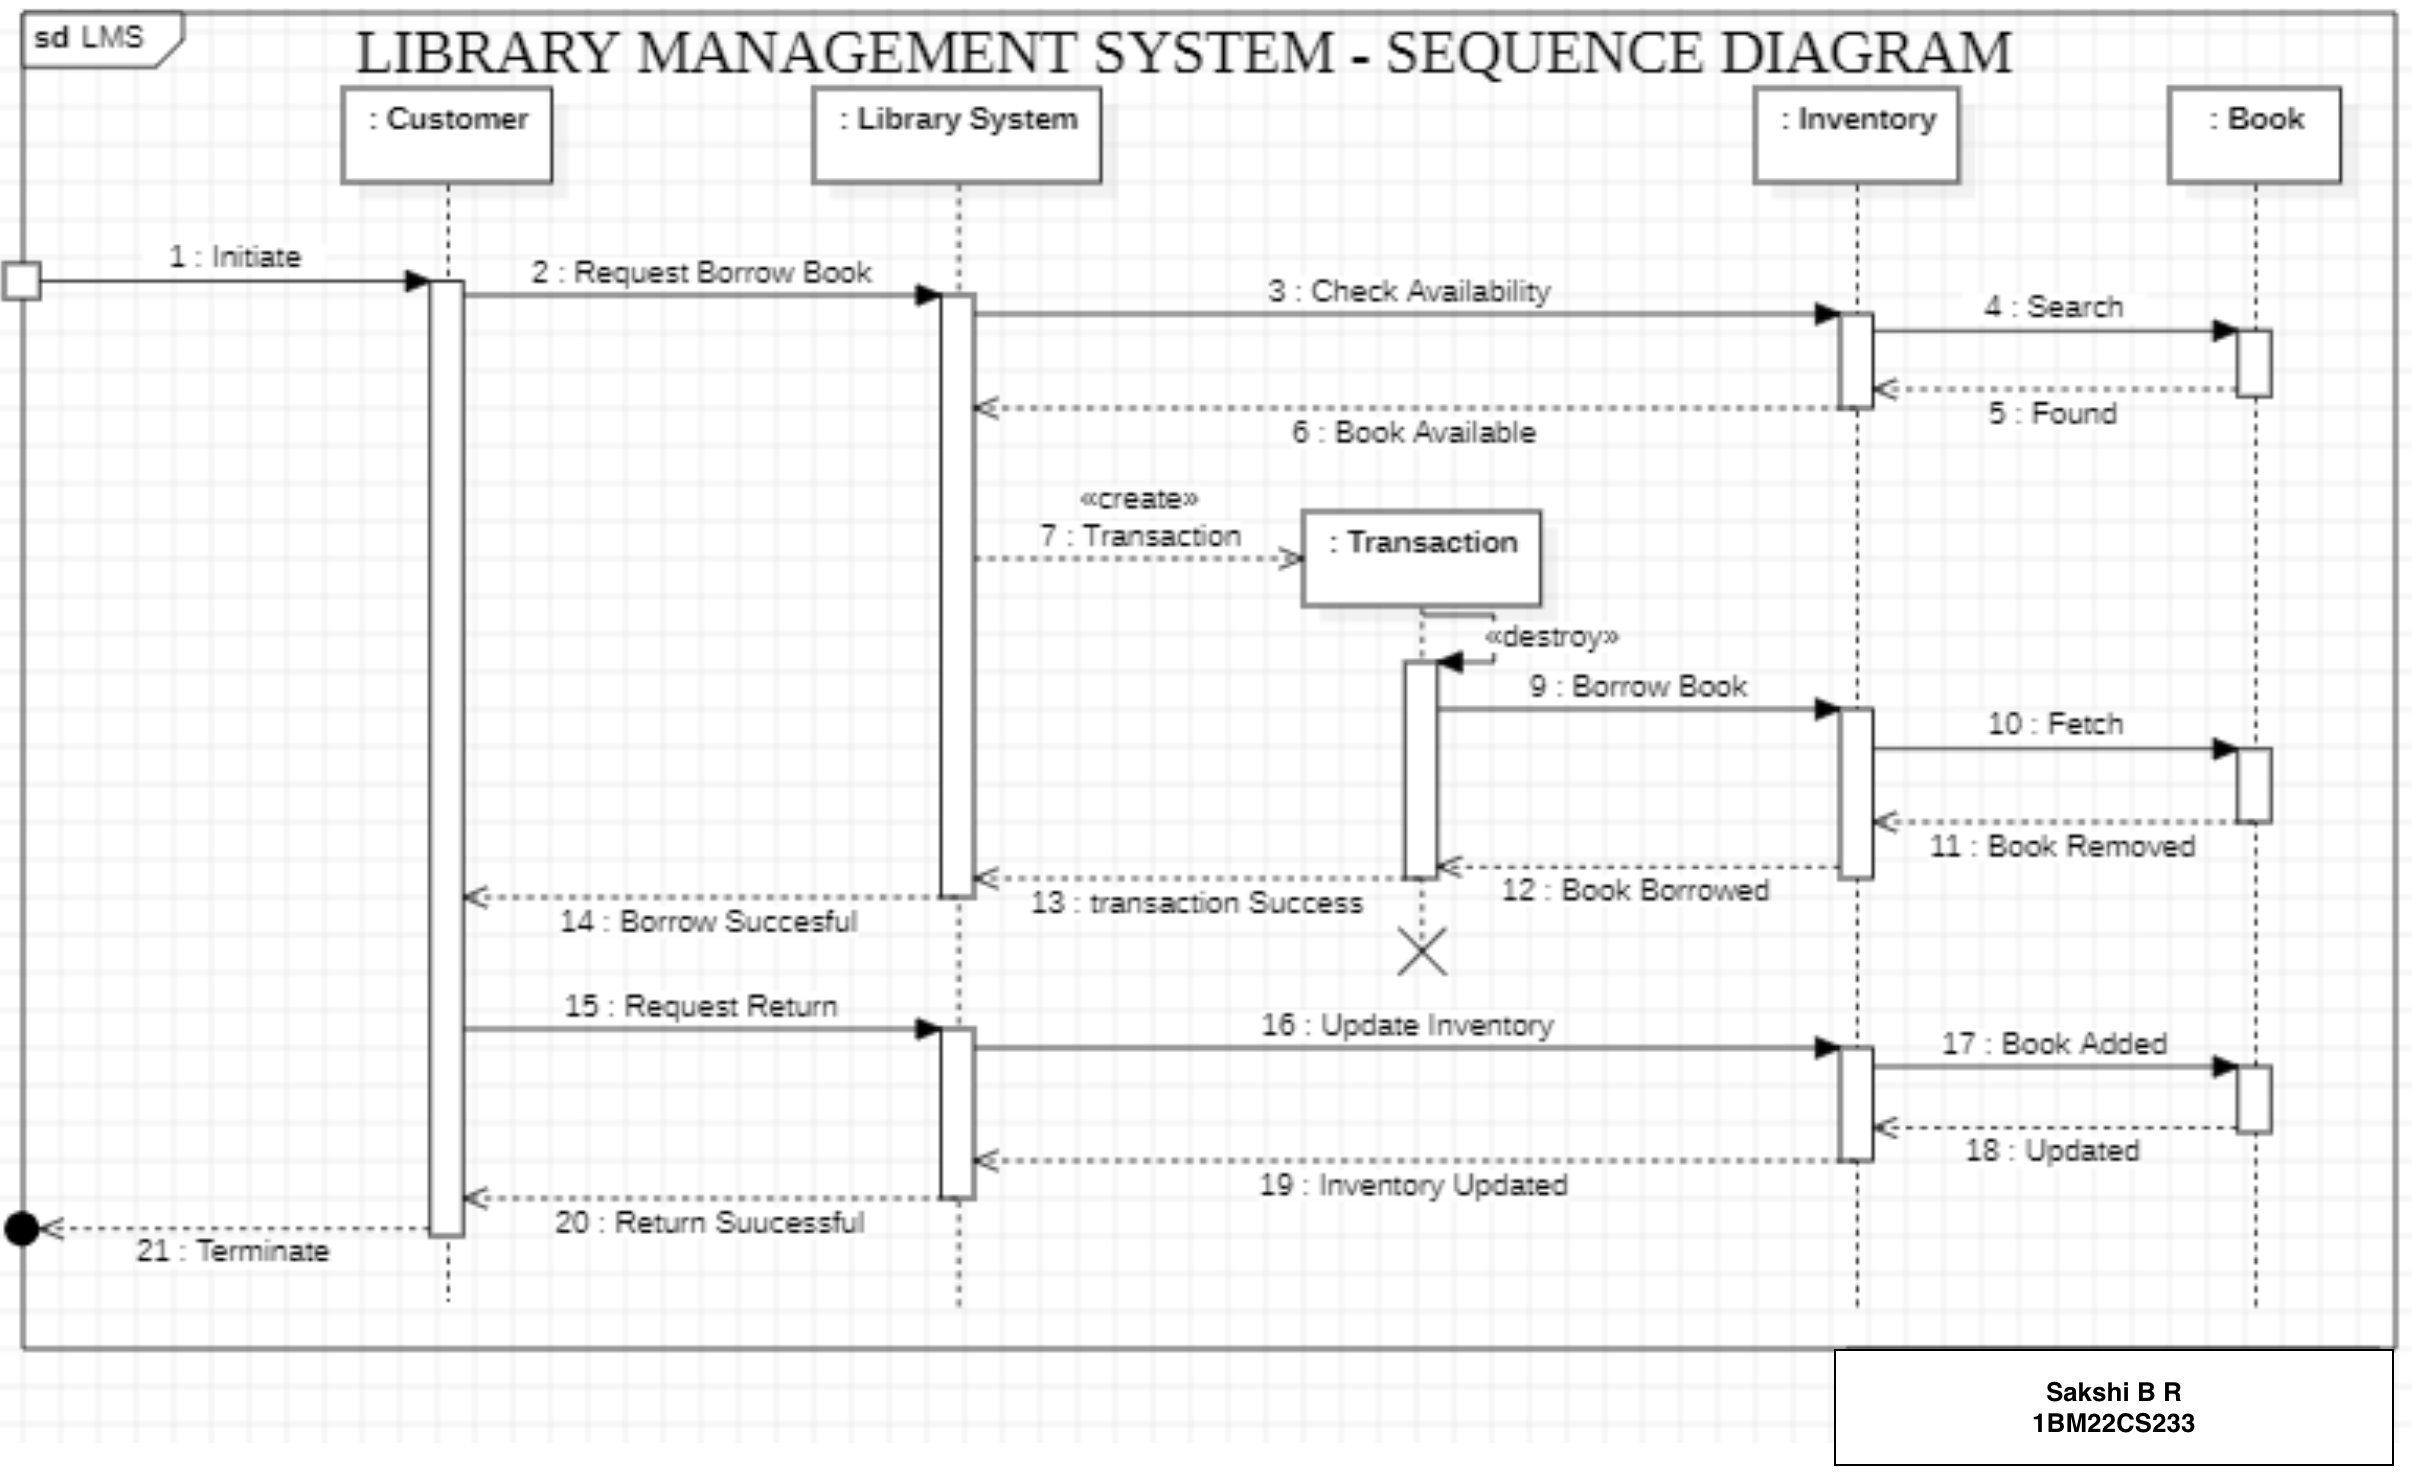 sd LMS
LIBRARY MANAGEMENT SYSTEM - SEQUENCE DIAGRAM
: Customer
: Library System
: Inventory
: Book
1 : Initiate
2 : Request Borrow Book
3 : Check Availability
4 : Search
5 : Found
6 : Book Available
«create»
7 : Transaction
: Transaction
«destroy»
9 : Borrow Book
10 : Fetch
11 : Book Removed
12 : Book Borrowed
13 : transaction Success
14 : Borrow Succesful
15 : Request Return
16 : Update Inventory
17 : Book Added
18 : Updated
19 : Inventory Updated
20 : Return Suucessful
21 : Terminate
Sakshi B R
1BM22CS233